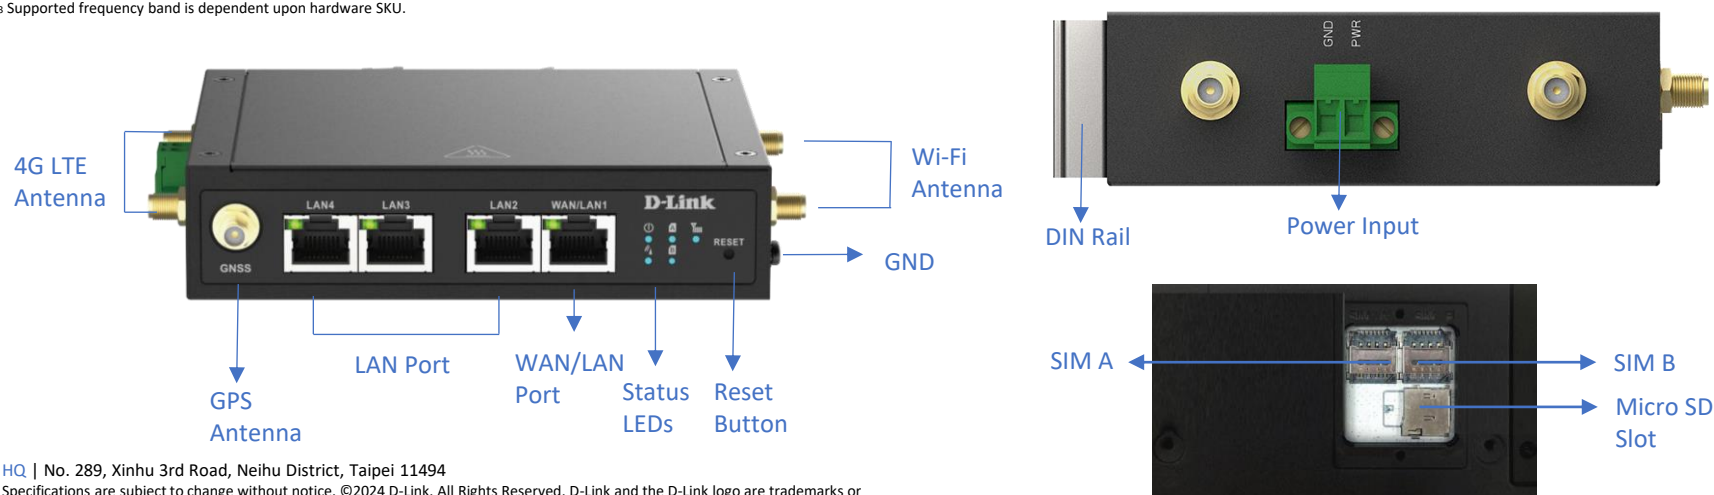 3 Supported frequency band is dependent upon hardware SKU.
4G LTE
Antenna
LAN4
LAN3
LAN2
WAN/LAN1
D-Link
RESET
GNSS
Wi-Fi
Antenna
GND
LAN Port
WAN/LAN
Port
GPS
Antenna
Status
LEDs
Reset
Button
GND
PWR
DIN Rail
Power Input
SIM A
SIM B
Micro SD
Slot
HQ | No. 289, Xinhu 3rd Road, Neihu District, Taipei 11494
Specifications are subject to change without notice. ©2024 D-Link. All Rights Reserved. D-Link and the D-Link logo are trademarks or